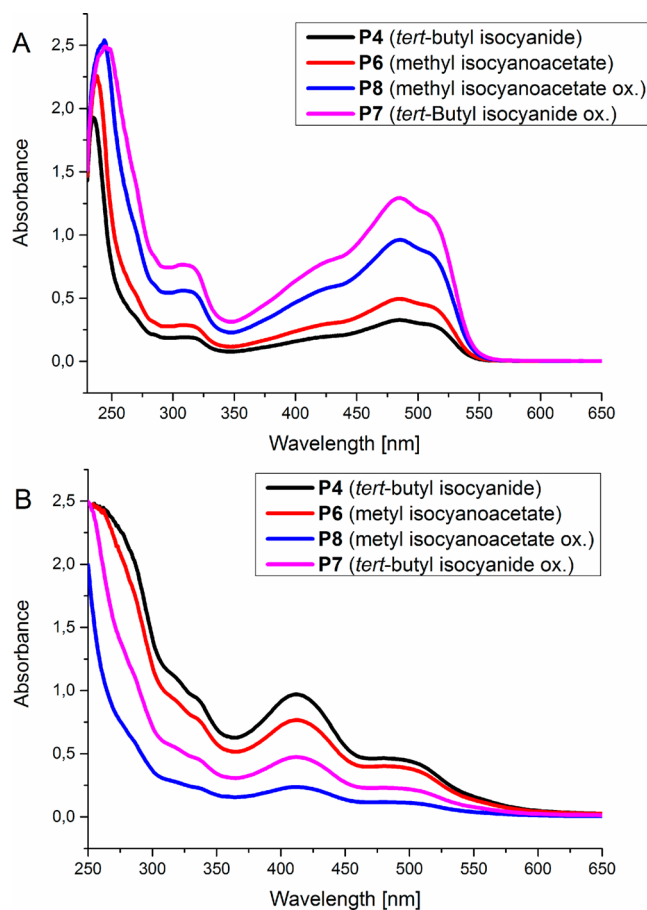 A
P4 (tert-butyl isocyanide)
P6 (methyl isocyanoacetate)
P8 (methyl isocyanoacetate ox.)
P7 (tert-Butyl isocyanide ox.)
2,5
2,0
1,5
1,0
0,5
0,0
Absorbance
250 300 350 400 450 500 550 600 650
Wavelength [nm]
B
P4 (tert-butyl isocyanide)
P6 (metyl isocyanoacetate)
P8 (metyl isocyanoacetate ox.)
P7 (tert-butyl isocyanide ox.)
2,5
2,0
1,5
1,0
0,5
0,0
Absorbance
250 300 350 400 450 500 550 600 650
Wavelength [nm]